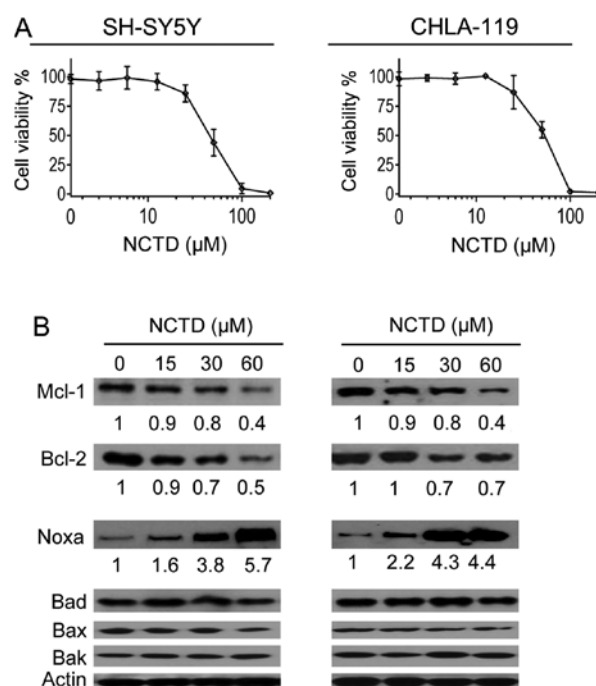 A
SH-SY5Y
CHLA-119
Cell viability %
100
75
50
25
0
0 10 100
NCTD (µM)
Cell viability %
100
75
50
25
0
0 10 100
NCTD (µM)
B
NCTD (µM)
NCTD (µM)
0 15 30 60
0 15 30 60
Mcl-1
1 0.9 0.8 0.4
1 0.9 0.8 0.4
Bcl-2
1 0.9 0.7 0.5
1 1 0.7 0.7
Noxa
1 1.6 3.8 5.7
1 2.2 4.3 4.4
Bad
Bax
Bak
Actin